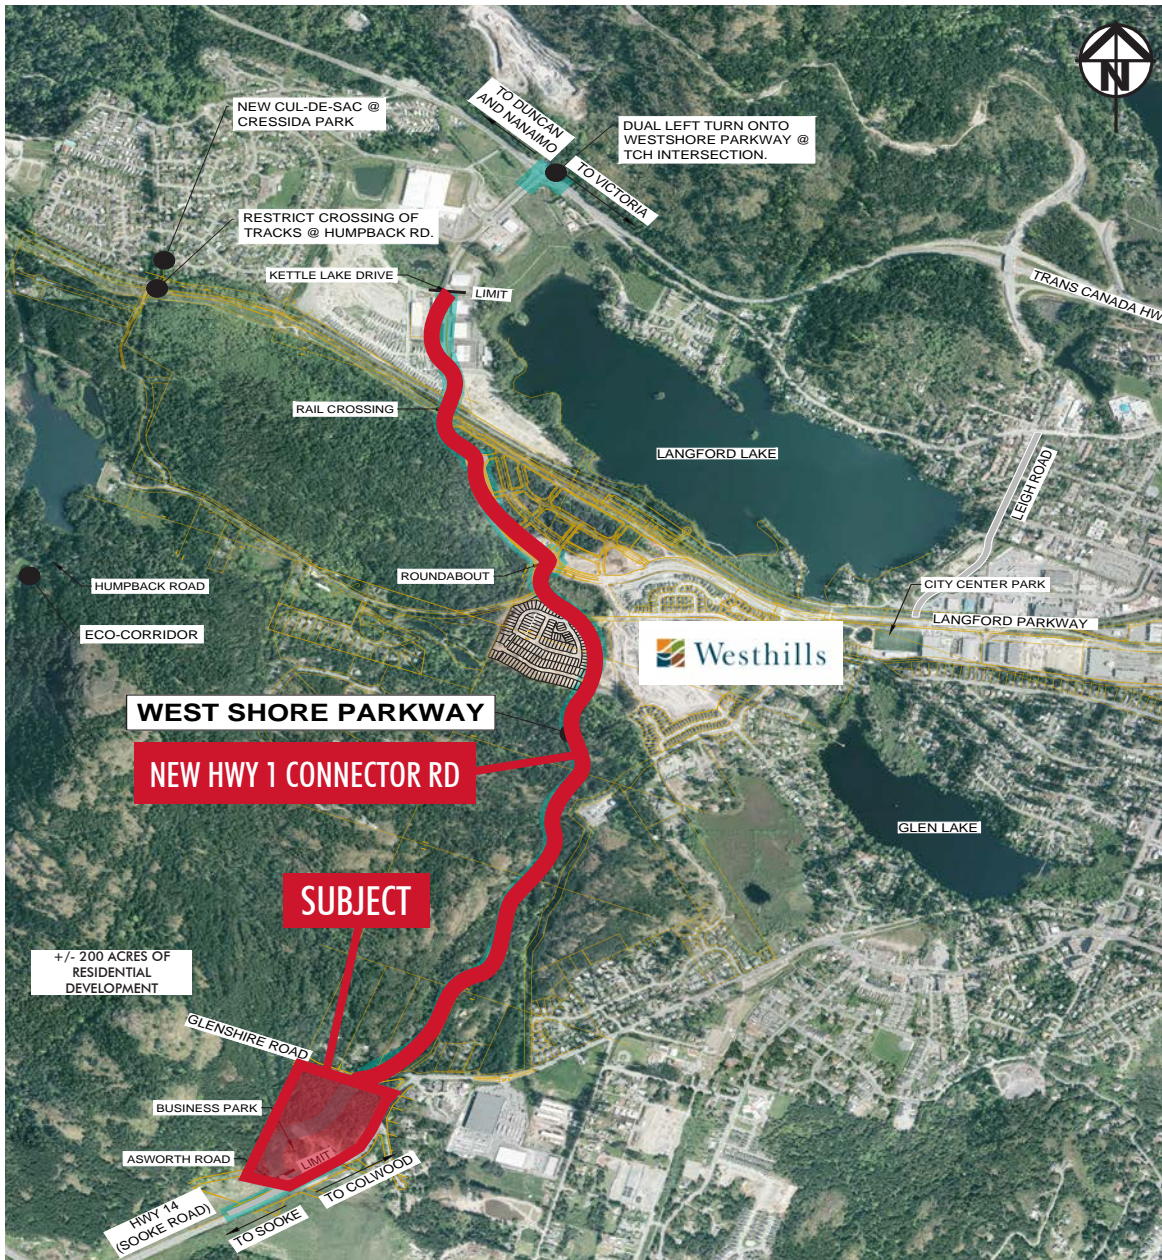 N
TO DUNCAN
AND NANAIMO
NEW CUL-DE-SAC @
CRESSIDA PARK
DUAL LEFT TURN ONTO
WESTSHORE PARKWAY @
TCH INTERSECTION.
TO VICTORIA
RESTRICT CROSSING OF
TRACKS @ HUMPBACK RD.
KETTLE LAKE DRIVE
LIMIT
TRANS CANADA HW
RAIL CROSSING
LANGFORD LAKE
LEIGH ROAD
ROUNDABOUT
HUMPBACK ROAD
CITY CENTER PARK
LANGFORD PARKWAY
ECO-CORRIDOR
Westhills
WEST SHORE PARKWAY
NEW HWY 1 CONNECTOR RD
GLEN LAKE
SUBJECT
+/- 200 ACRES OF
RESIDENTIAL
DEVELOPMENT
GLENSHIRE ROAD
BUSINESS PARK
ASWORTH ROAD
LIMIT
TO COLWOOD
HWY 14
(SOOKE ROAD)
TO SOOKE